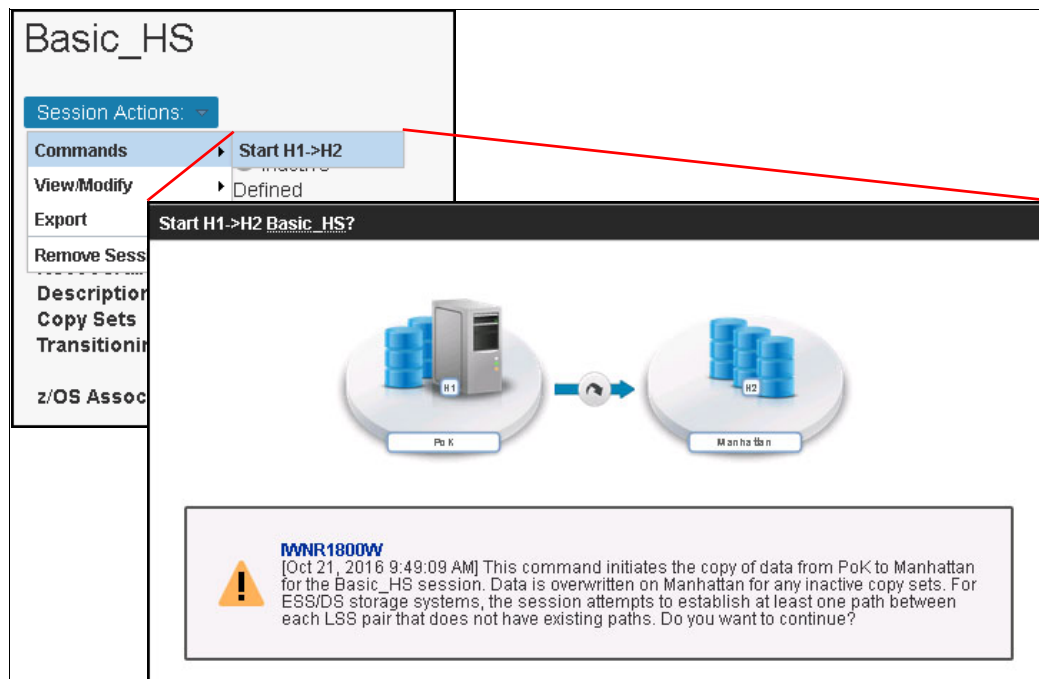 Basic_HS
Session Actions:
Commands
Start H1->H2
View/Modify
Defined
Export
Remove Sess
Description
Copy Sets
Transitionin
z/OS Assoc
Start H1->H2 Basic_HS?
H1
H2
PoK
Manhattan
IWNR1800W
[Oct 21, 2016 9:49:09 AM] This command initiates the copy of data from PoK to Manhattan
for the Basic_HS session. Data is overwritten on Manhattan for any inactive copy sets. For
ESS/DS storage systems, the session attempts to establish at least one path between
each LSS pair that does not have existing paths. Do you want to continue?